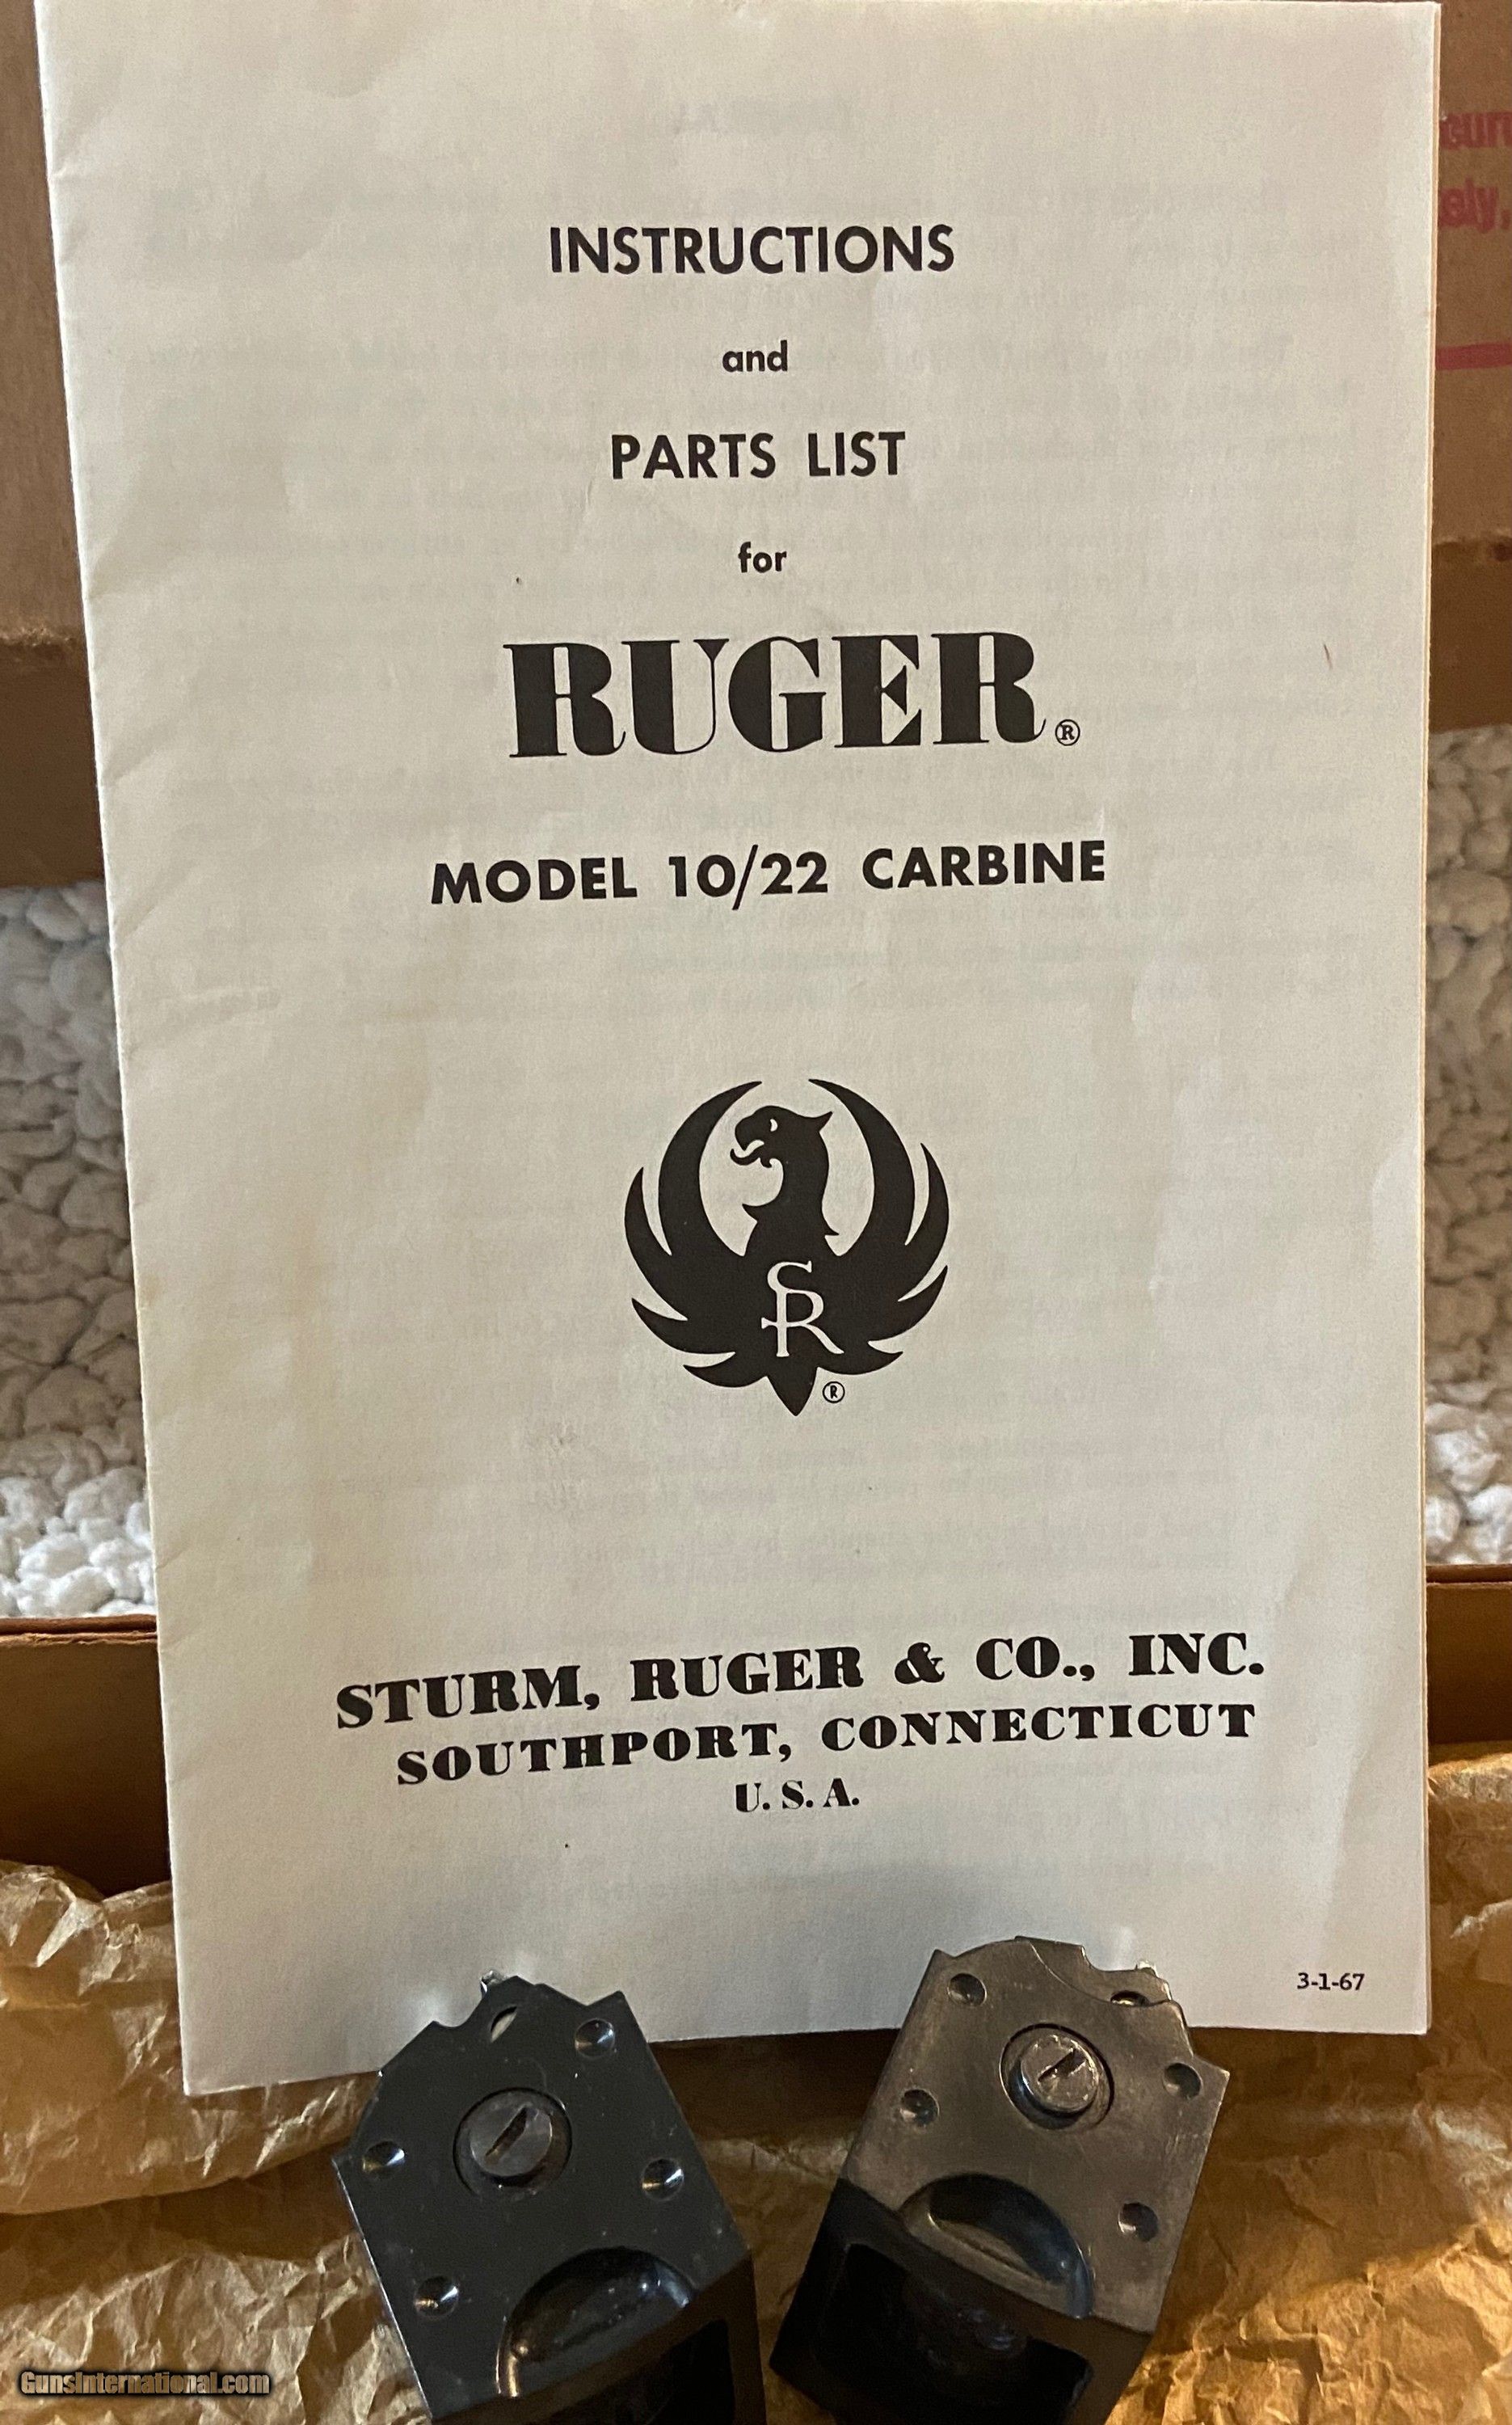 INSTRUCTIONS
and
PARTS LIST
for
RUGER®
MODEL 10/22 CARBINE
SR
®
STURM, RUGER & CO., INC.
SOUTHPORT, CONNECTICUT
U. S. A.
3-1-67
GunsInternational.com